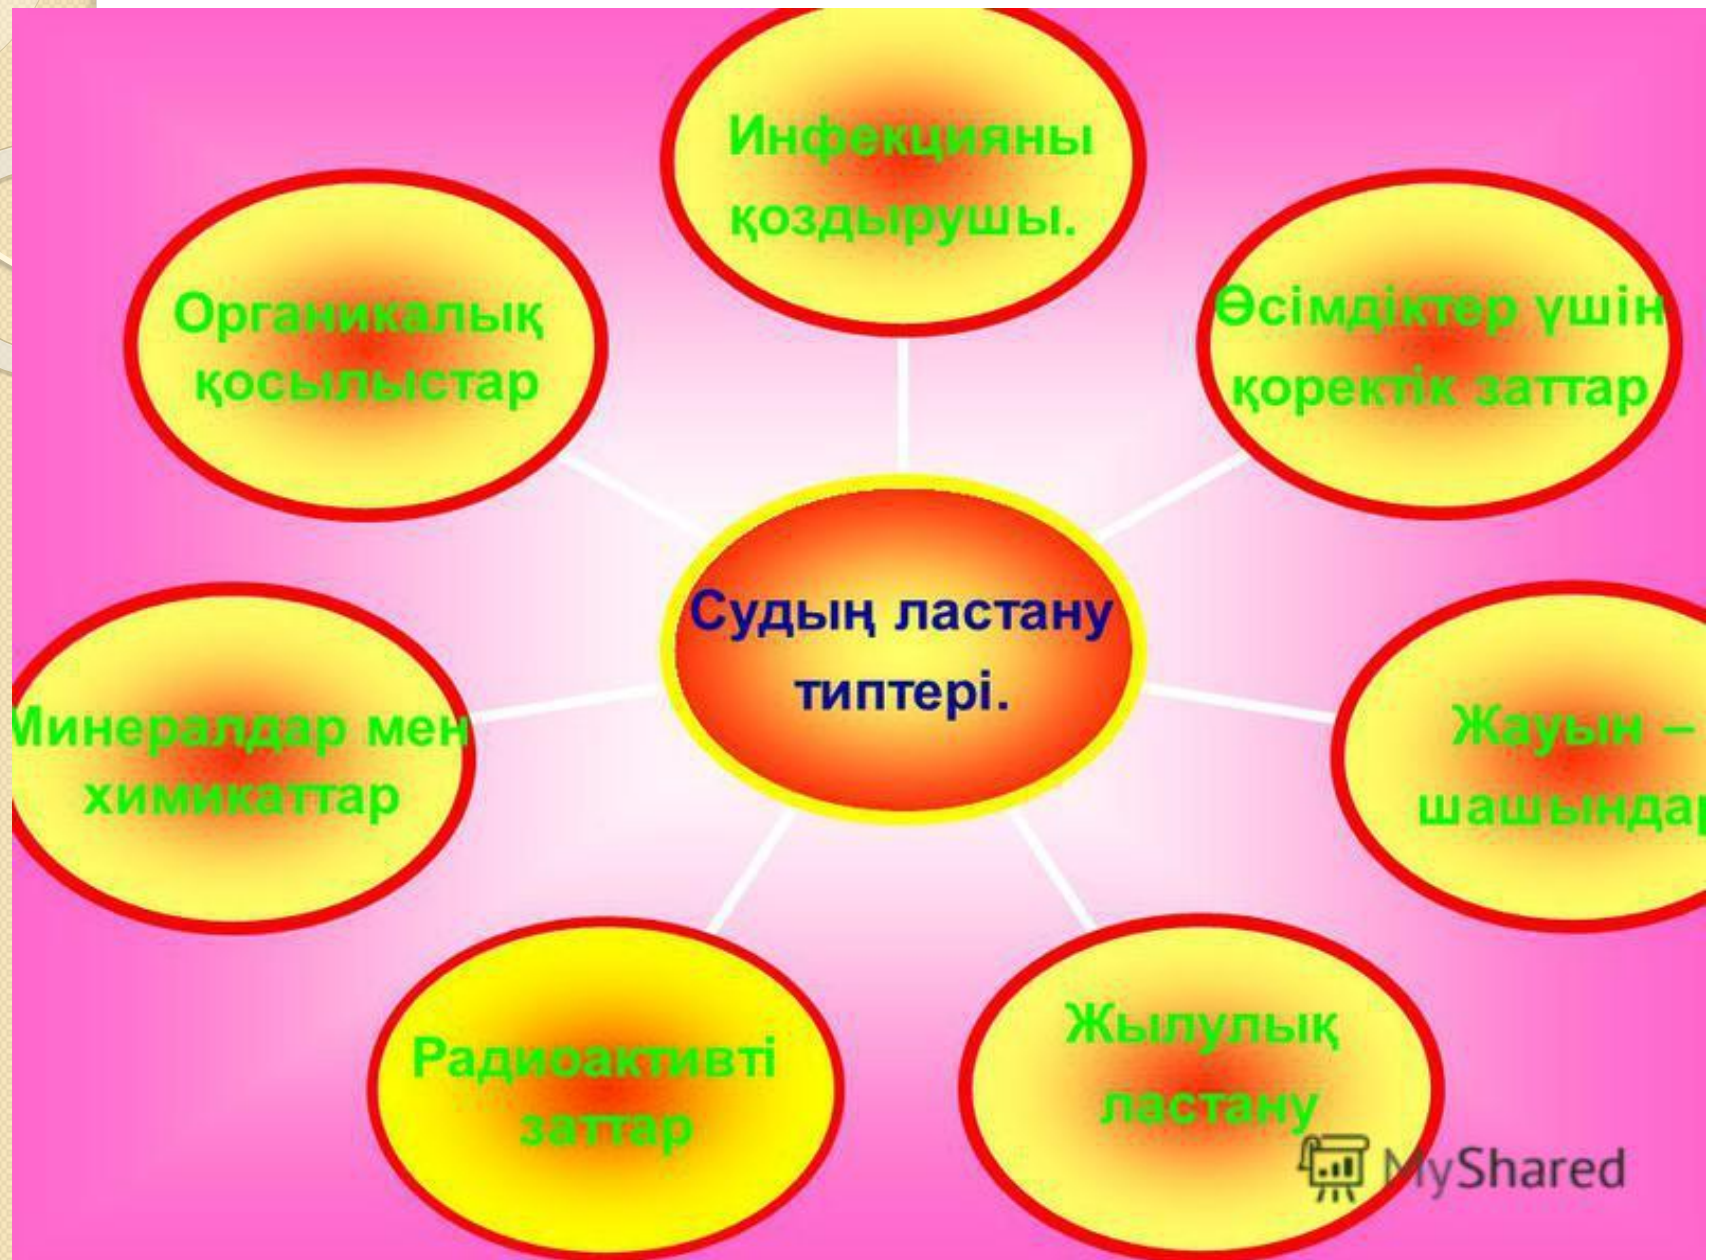 Инфекцияны
қоздырушы.
Өсімдіктер үшін
қоректік заттар
Жауын –
шашындар
Жылулық
ластану
Радиоактивті
заттар
Минералдар мен
химикаттар
Органикалық
қосылыстар
Судың ластану
типтері.
MyShared